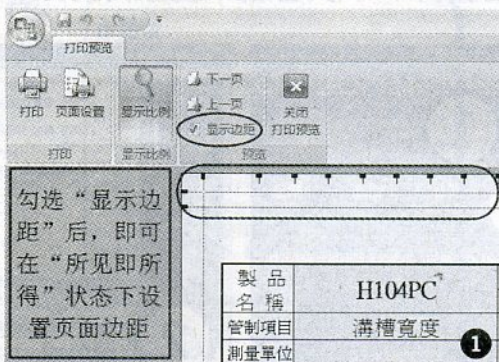 打印预览
下一页
打印
页面设置
显示比例
上一页
显示边距
关闭
打印预览
打印
显示比例
预览
勾选“显示边
距”后，即可
在“所见即所
得”状态下设
置页面边距
製品
名稱
H104PC
管制項目
溝槽寬度
測量單位
1